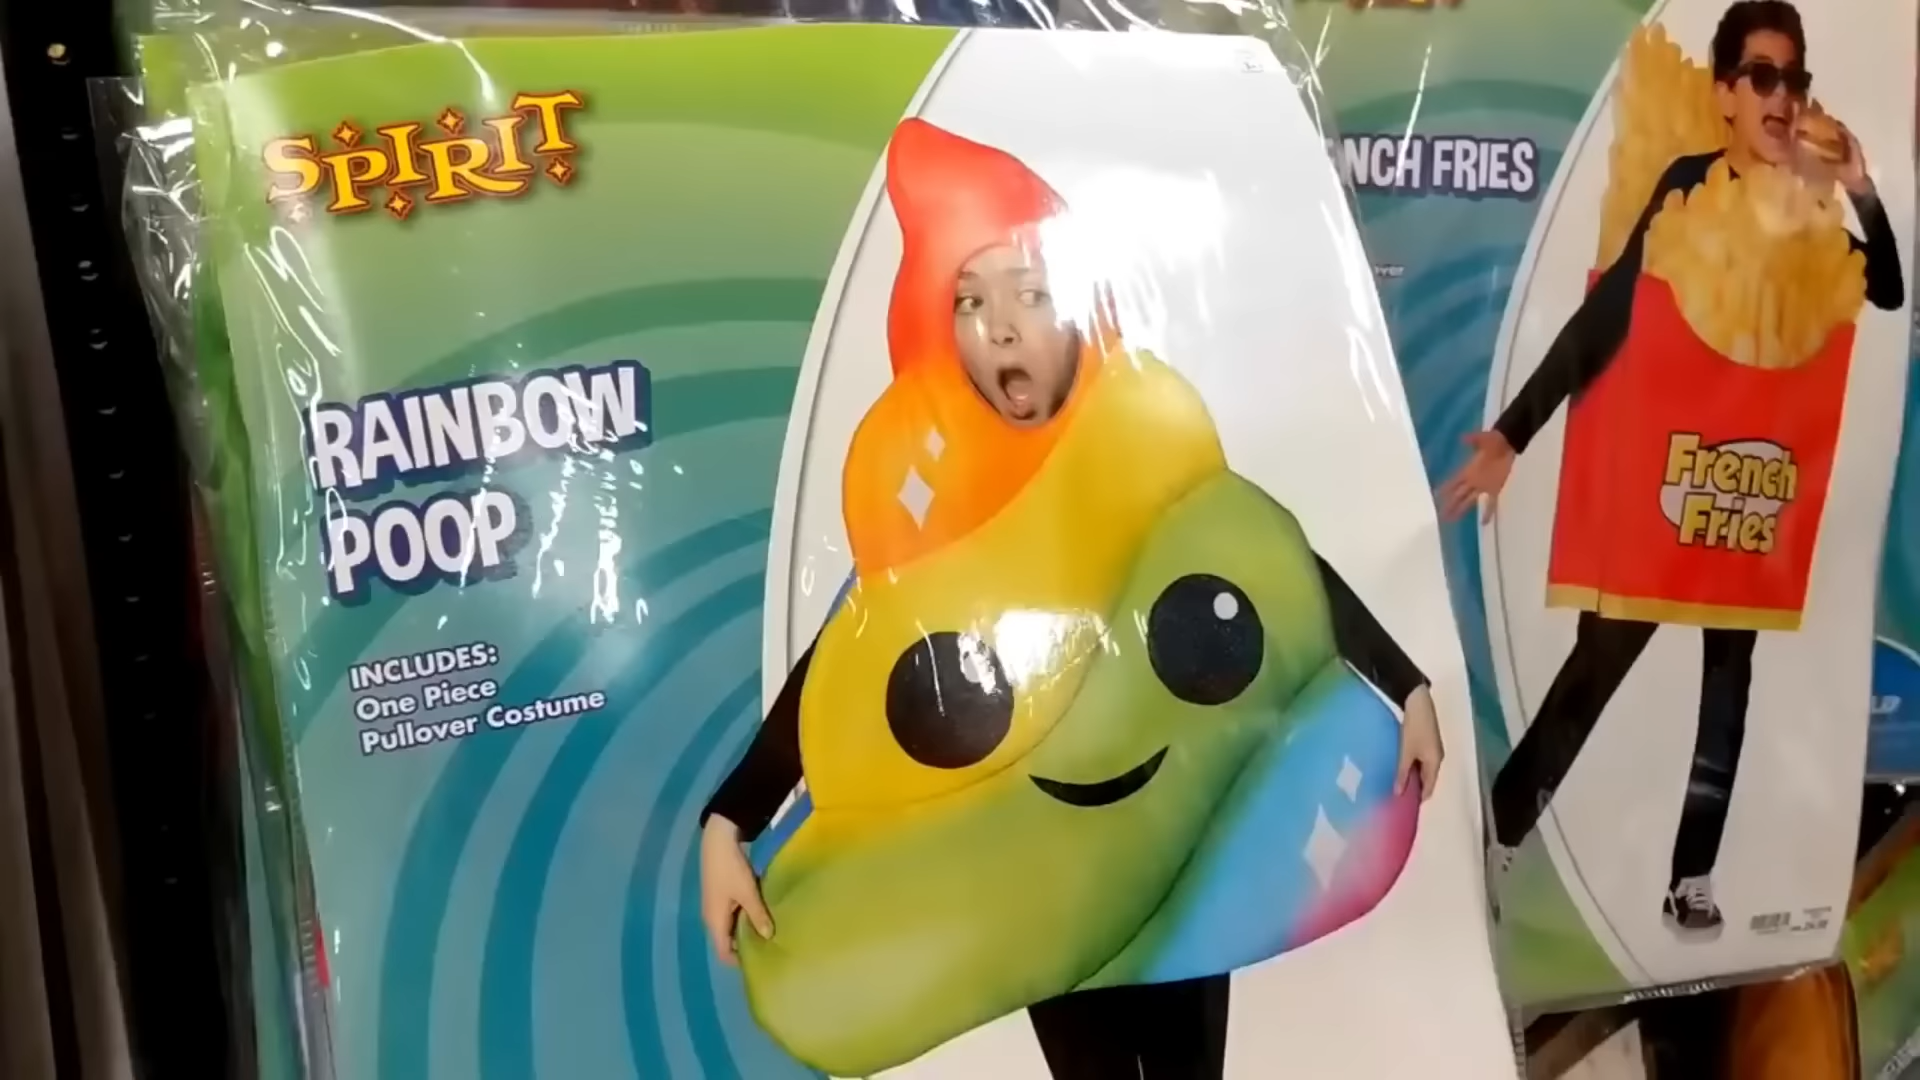 SPIRIT
RAINBOW
POOP
INCLUDES:
One Piece
Pullover Costume
NCH FRIES
French
Fries